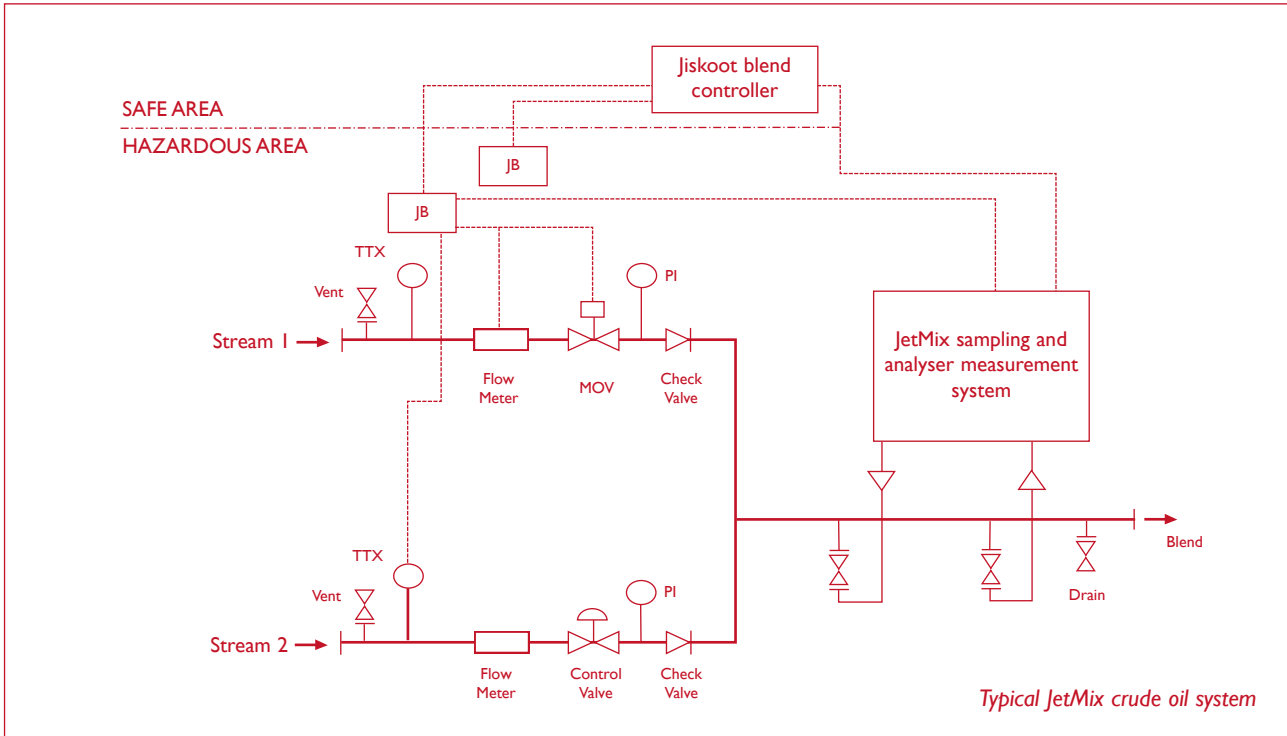 Jiskoot blend
controller
SAFE AREA
HAZARDOUS AREA
JB
JB
TTX
Vent
PI
Stream 1
Flow
Meter
MOV
Check
Valve
JetMix sampling and
analyser measurement
system
TTX
Vent
PI
Blend
Drain
Stream 2
Flow
Meter
Control
Valve
Check
Valve
Typical JetMix crude oil system